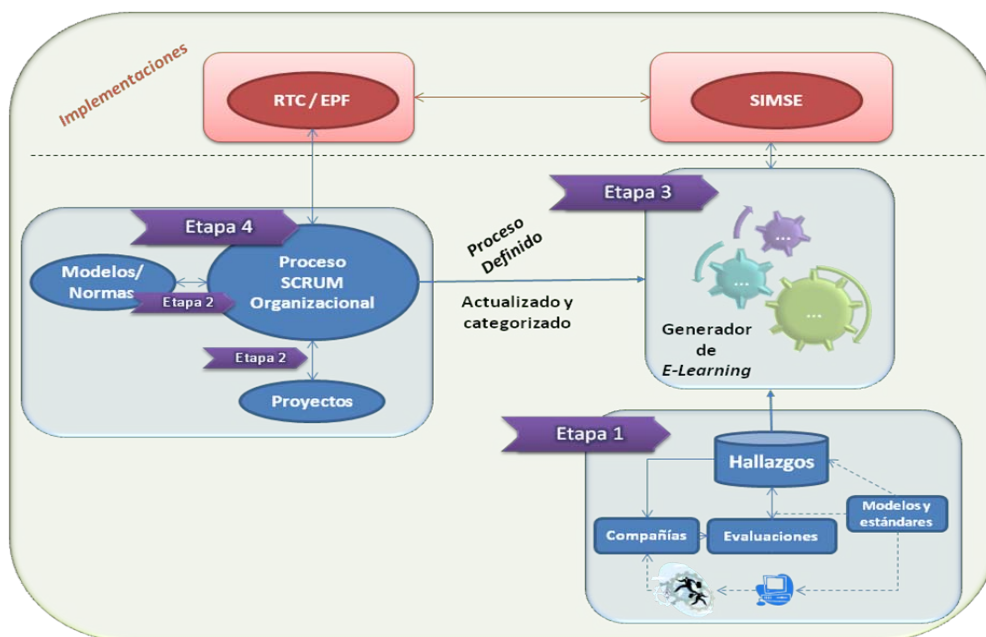 Implementaciones
RTC / EPF
SIMSE
Etapa 4
Modelos/
Normas
Etapa 2
Proceso
SCRUM
Organizacional
Etapa 2
Proyectos
Proceso
Definido
Actualizado y
categorizado
Etapa 3
...
...
...
Generador
de
E-Learning
Etapa 1
Hallazgos
Modelos y
estándares
Compañías
Evaluaciones